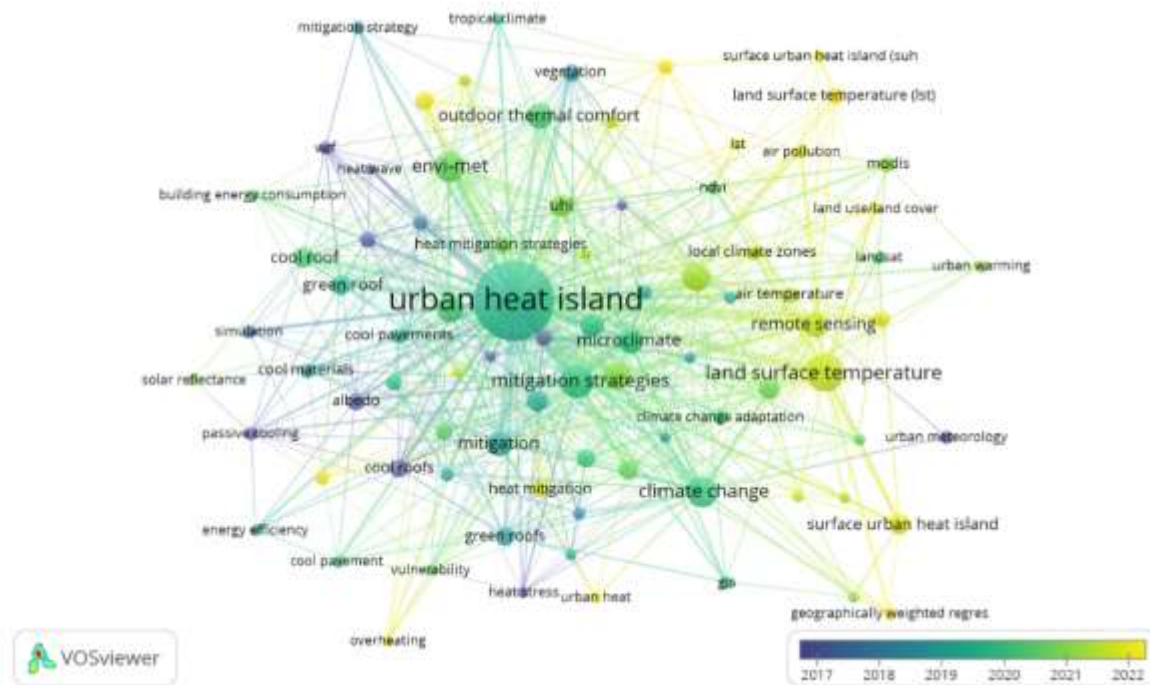 tropical climate
mitigation strategy
surface urban heat island (suh
vegetation
land surface temperature (lst)
outdoor thermal comfort
lst
air pollution
envi-met
heatwave
modis
ndvi
building energy consumption
uhi
land use/land cover
heat mitigation strategies
local climate zones
cool roof
landsat
urban warming
green roof
urban heat island
air temperature
simulation
cool pavements
microclimate
remote sensing
solar reflectance
cool materials
mitigation strategies
land surface temperature
albedo
climate change adaptation
passive cooling
mitigation
urban meteorology
cool roofs
heat mitigation
climate change
energy efficiency
green roofs
surface urban heat island
cool pavement
vulnerability
heat stress
urban heat
geographically weighted regres
overheating
VOSviewer
2017 2018 2019 2020 2021 2022